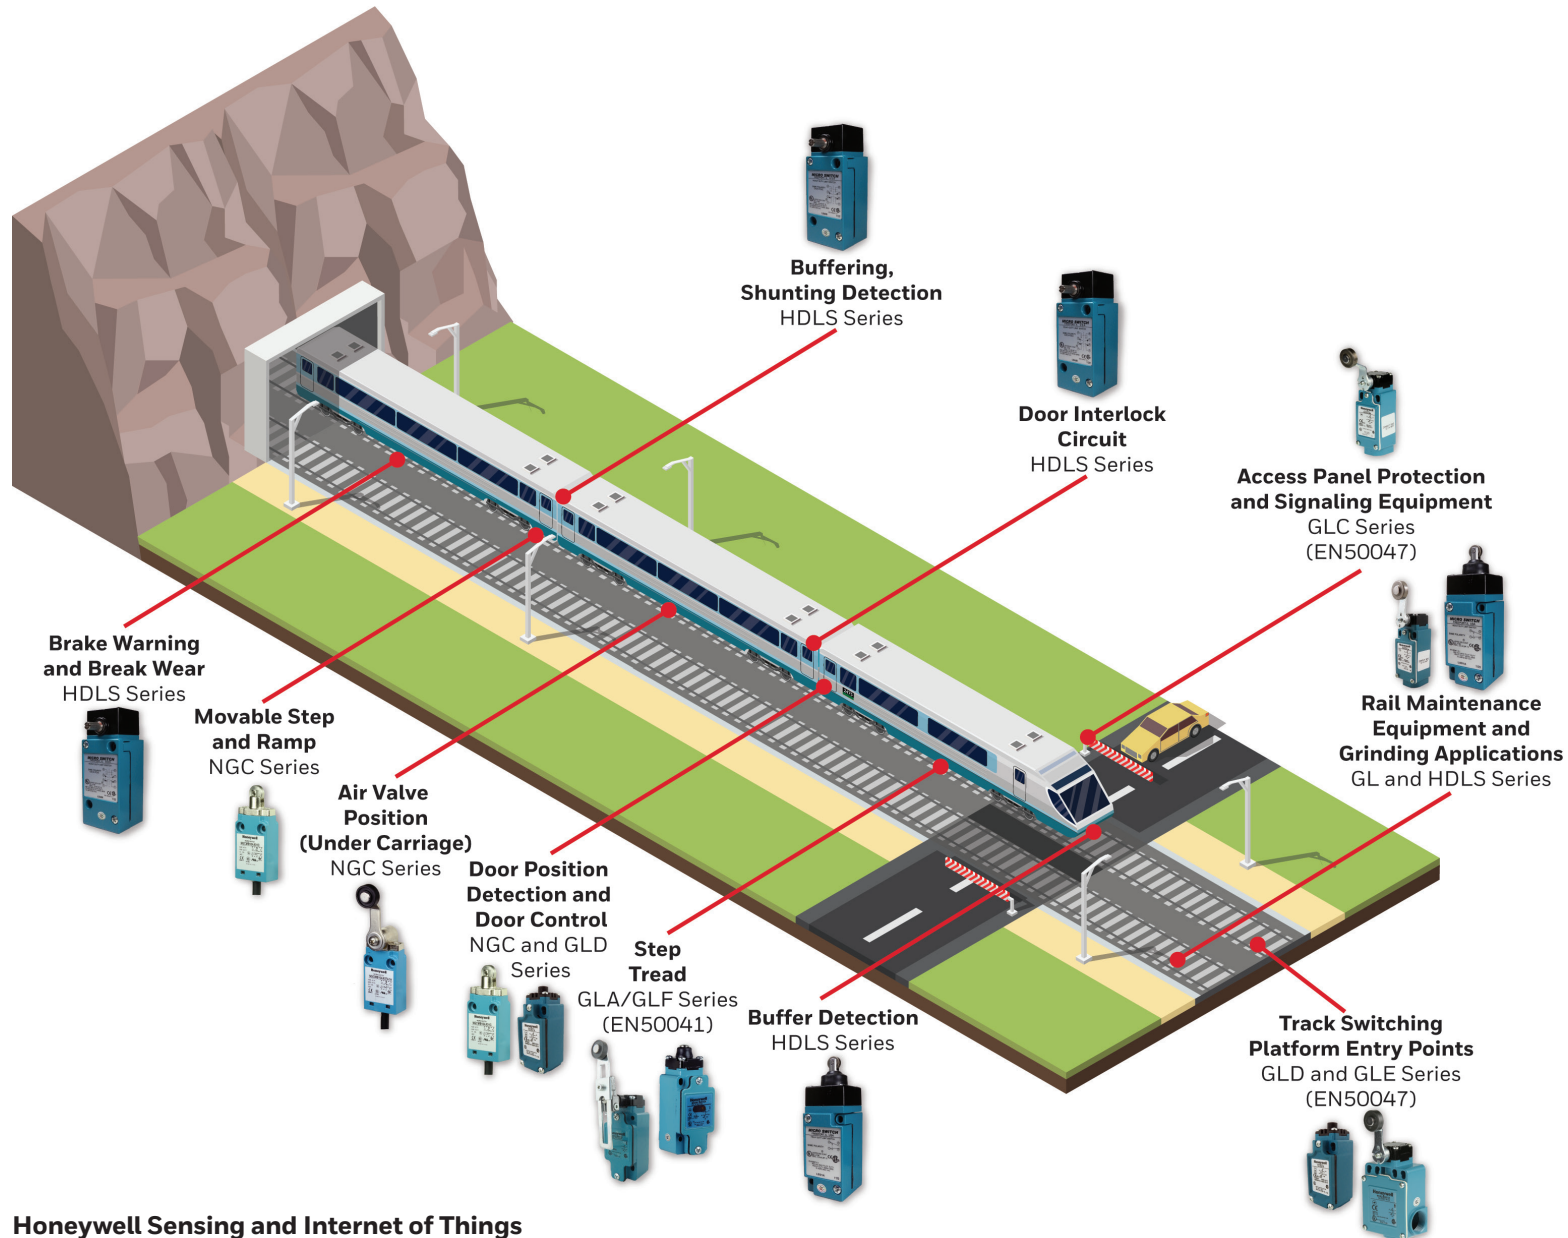 Buffering,
Shunting Detection
HDLS Series
Door Interlock
Circuit
HDLS Series
Access Panel Protection
and Signaling Equipment
GLC Series
(EN50047)
Rail Maintenance
Equipment and
Grinding Applications
GL and HDLS Series
Brake Warning
and Break Wear
HDLS Series
Movable Step
and Ramp
NGC Series
Air Valve
Position
(Under Carriage)
NGC Series
Door Position
Detection and
Door Control
NGC and GLD
Series
Step
Tread
GLA/GLF Series
(EN50041)
Buffer Detection
HDLS Series
Track Switching
Platform Entry Points
GLD and GLE Series
(EN50047)
Honeywell Sensing and Internet of Things